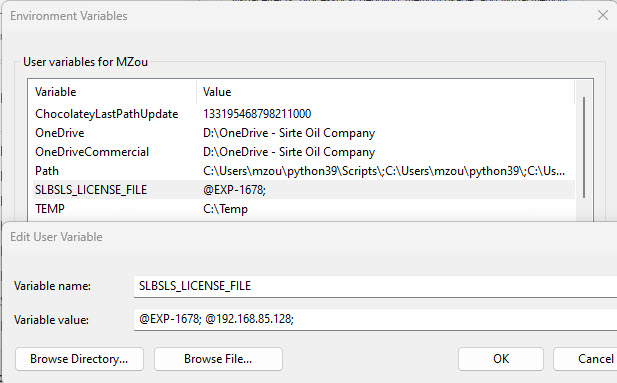 Environment Variables
User variables for MZou
Variable Value
ChocolateyLastPathUpdate 133195468798211000
OneDrive D:\OneDrive - Sirte Oil Company
OneDriveCommercial D:\OneDrive - Sirte Oil Company
Path C:\Users\mzou\python39\Scripts\;C:\Users\mzou\python39\;C:\Us...
SLBSLS_LICENSE_FILE @EXP-1678;
TEMP C:\Temp
Edit User Variable
Variable name: SLBSLS_LICENSE_FILE
Variable value: @EXP-1678; @192.168.85.128;
Browse Directory... Browse File... OK Cancel